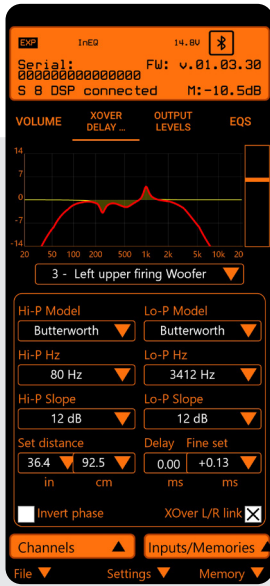 EXP InEQ 14.8V
Serial: FW: v.01.03.30
0000000000000000
S 8 DSP connected M:-10.5dB
VOLUME XOVER DELAY ... OUTPUT LEVELS EQS
14
7
0
-7
-14
20 50 100 200 500 1k 2k 5k 10k 20k
3 - Left upper firing Woofer
Hi-P Model Lo-P Model
Butterworth Butterworth
Hi-P Hz Lo-P Hz
80 Hz 3412 Hz
Hi-P Slope Lo-P Slope
12 dB 12 dB
Set distance Delay Fine set
36.4 92.5 0.00 +0.13
in cm ms ms
Invert phase XOver L/R link
Channels Inputs/Memories
File Settings Memory